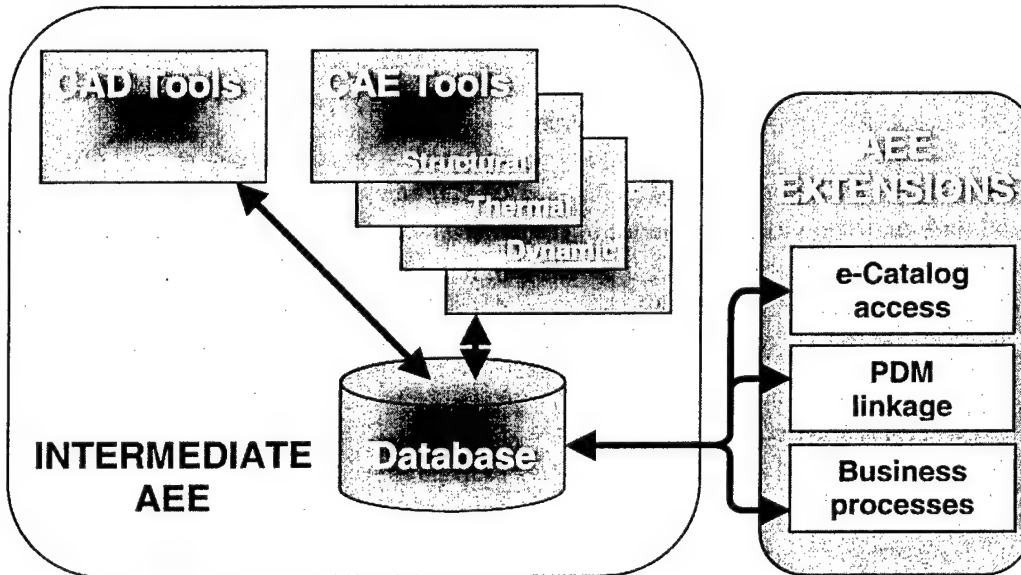 CAD Tools
CAE Tools
Structural
Thermal
Dynamic
Database
INTERMEDIATE
AEE
AEE
EXTENSIONS
e-Catalog
access
PDM
linkage
Business
processes